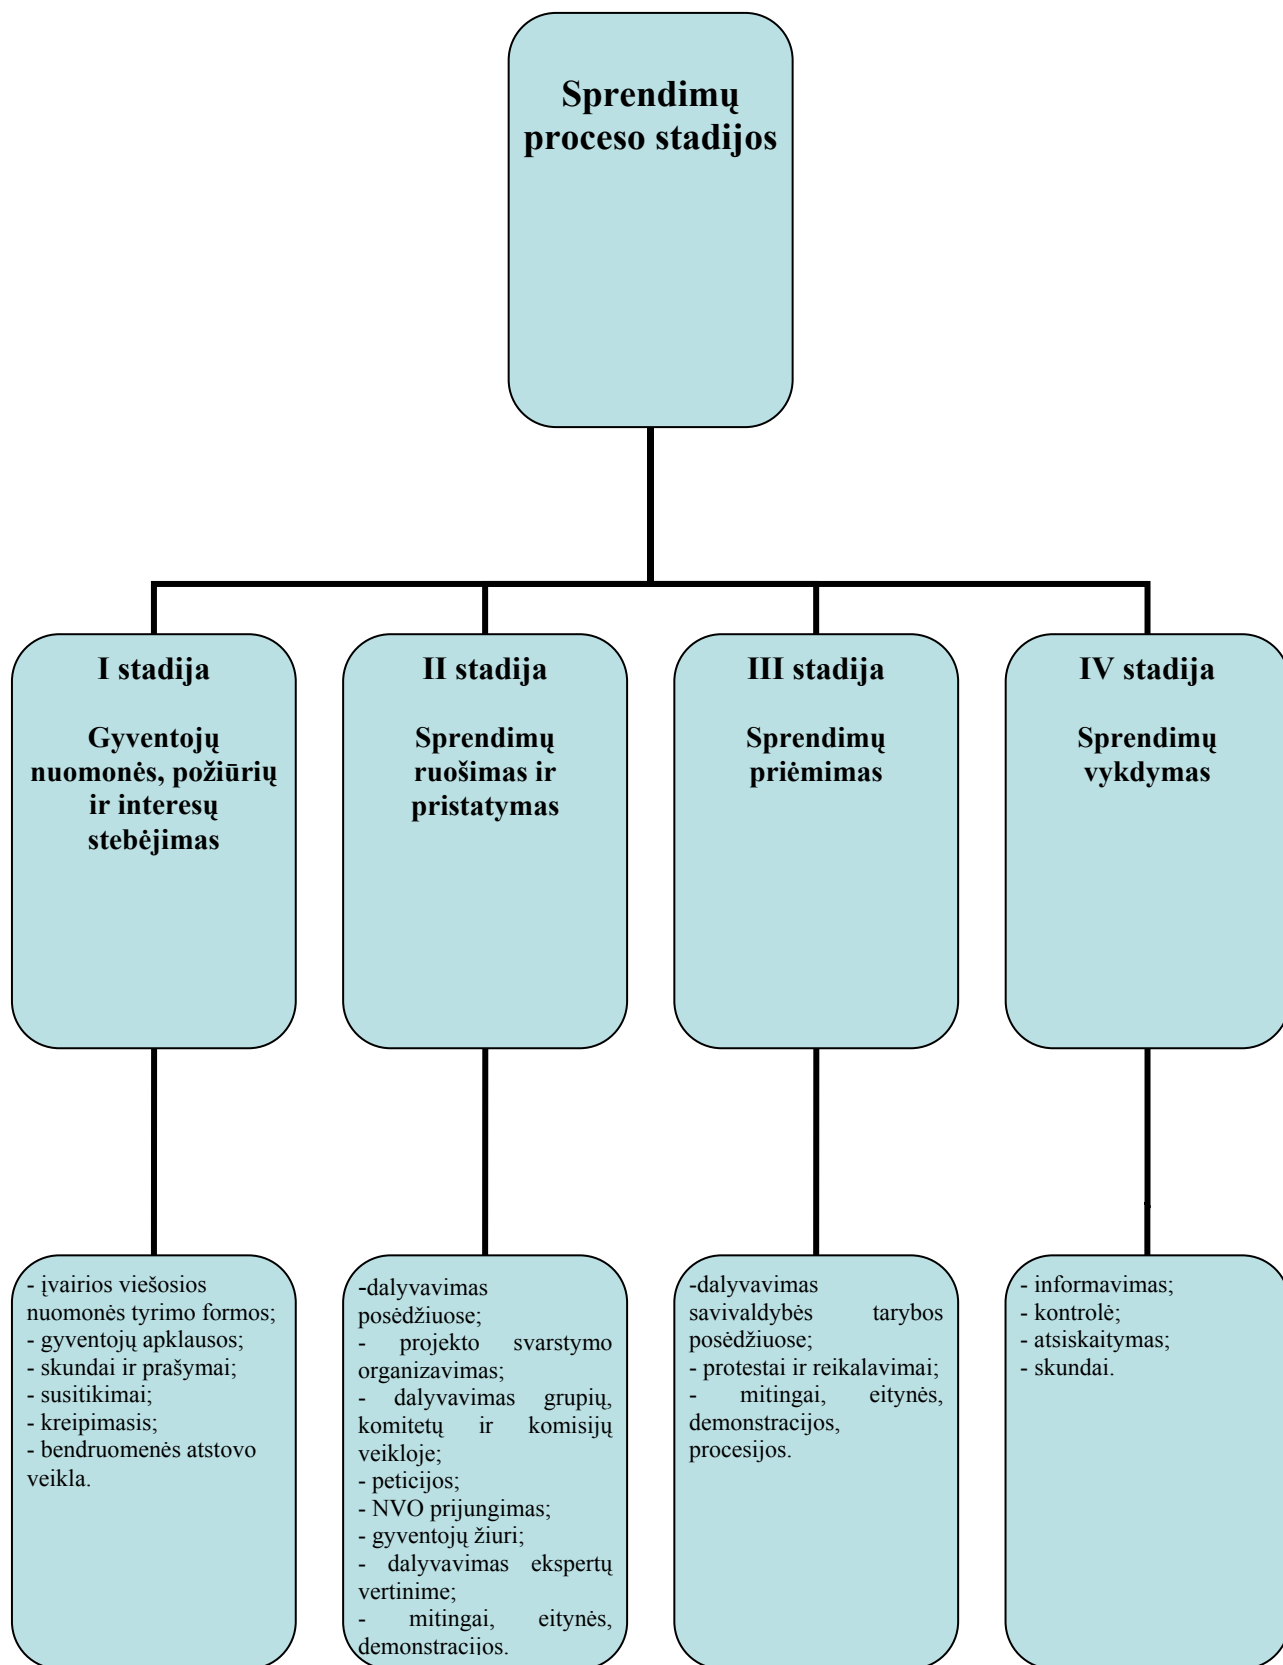 Sprendimų
proceso stadijos
I stadija
Gyventojų
nuomonės, požiūrių
ir interesų
stebėjimas
II stadija
Sprendimų
ruošimas ir
pristatymas
III stadija
Sprendimų
priėmimas
IV stadija
Sprendimų
vykdymas
- įvairios viešosios
nuomonės tyrimo formos;
- gyventojų apklausos;
- skundai ir prašymai;
- susitikimai;
- kreipimasis;
- bendruomenės atstovo
veikla.
-dalyvavimas
posėdžiuose;
- projekto svarstymo
organizavimas;
- dalyvavimas grupių,
komitetų ir komisijų
veikloje;
- peticijos;
- NVO prijungimas;
- gyventojų žiuri;
- dalyvavimas ekspertų
vertinime;
- mitingai, eitynės,
demonstracijos.
-dalyvavimas
savivaldybės tarybos
posėdžiuose;
- protestai ir reikalavimai;
- mitingai, eitynės,
demonstracijos,
procesijos.
- informavimas;
- kontrolė;
- atsiskaitymas;
- skundai.